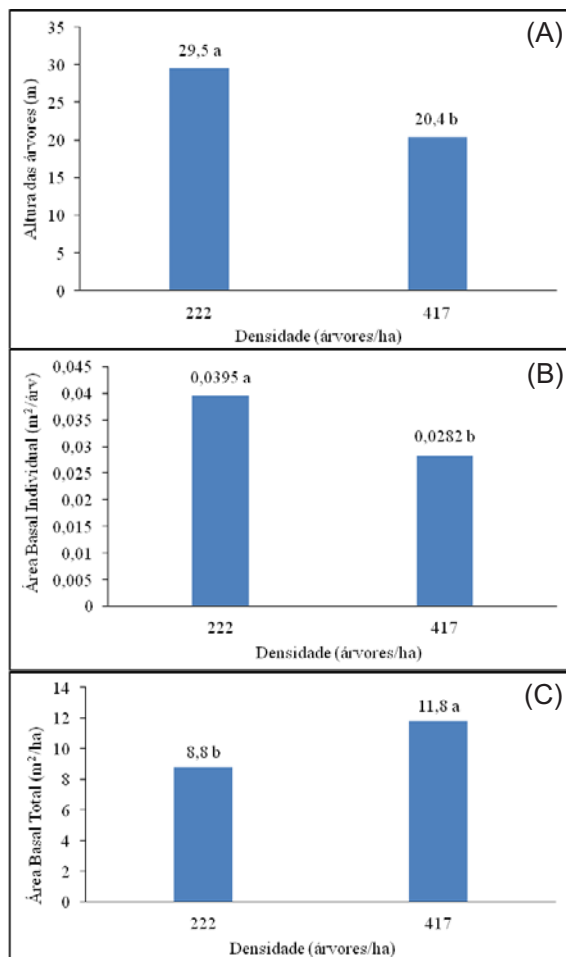 (A)
Altura das árvores (m)
35
30
25
20
15
10
5
0
29,5 a
20,4 b
222
417
Densidade (árvores/ha)
(B)
Área Basal Individual (m²/árv)
0,045
0,04
0,035
0,03
0,025
0,02
0,015
0,01
0,005
0
0,0395 a
0,0282 b
222
417
Densidade (árvores/ha)
(C)
Área Basal Total (m²/ha)
14
12
10
8
6
4
2
0
8,8 b
11,8 a
222
417
Densidade (árvores/ha)